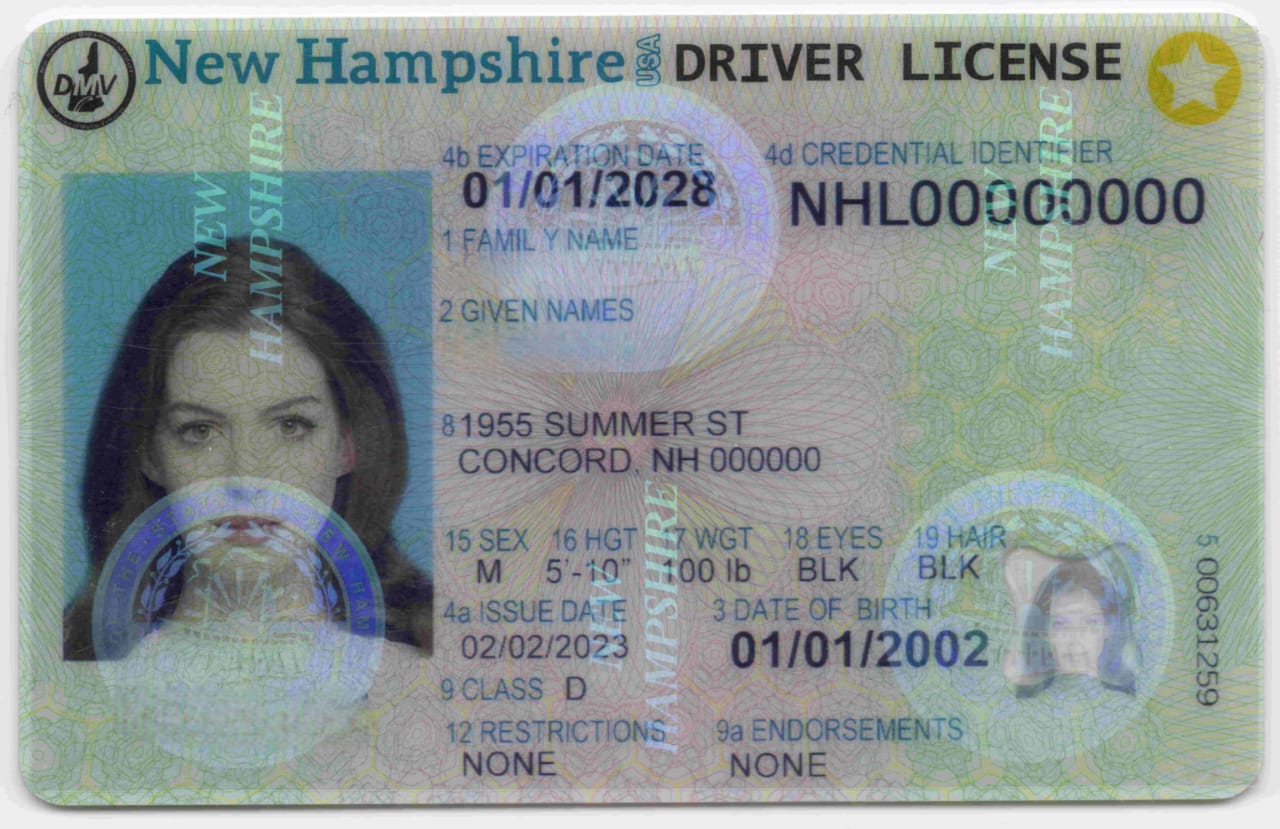 DMV
New Hampshire USA DRIVER LICENSE
4b EXPIRATION DATE 4d CREDENTIAL IDENTIFIER
01/01/2028 NHL00000000
1 FAMILY NAME
2 GIVEN NAMES
8 1955 SUMMER ST
CONCORD, NH 000000
15 SEX 16 HGT 17 WGT 18 EYES 19 HAIR
M 5'-10" 100 lb BLK BLK
4a ISSUE DATE 3 DATE OF BIRTH
02/02/2023 01/01/2002
9 CLASS D
12 RESTRICTIONS 9a ENDORSEMENTS
NONE NONE
5 00631259
NEW
HAMPSHIRE
NEW
HAMPSHIRE
NEW
HAMPSHIRE